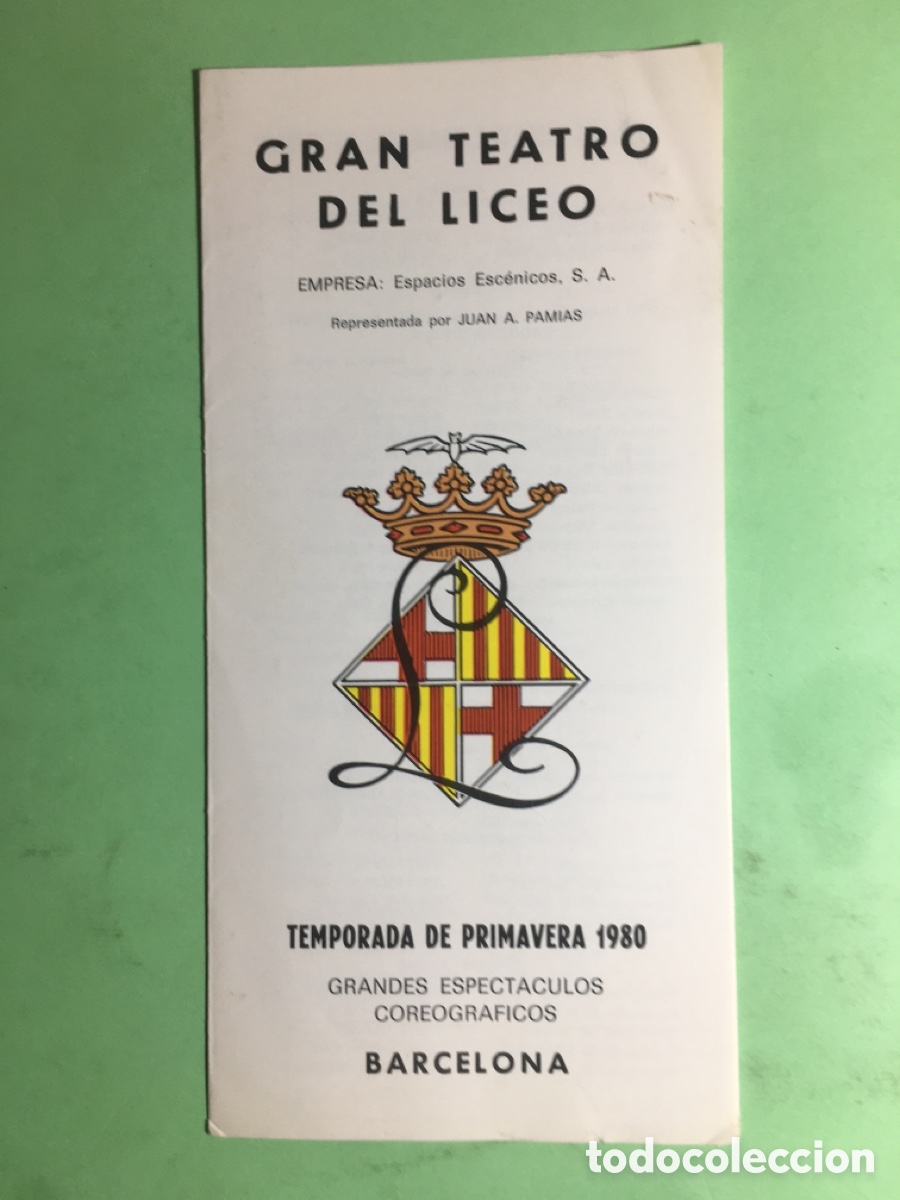 GRAN TEATRO
DEL LICEO
EMPRESA: Espacios Escénicos, S. A.
Representada por JUAN A. PAMIAS
L
TEMPORADA DE PRIMAVERA 1980
GRANDES ESPECTACULOS
COREOGRAFICOS
BARCELONA
todocoleccion